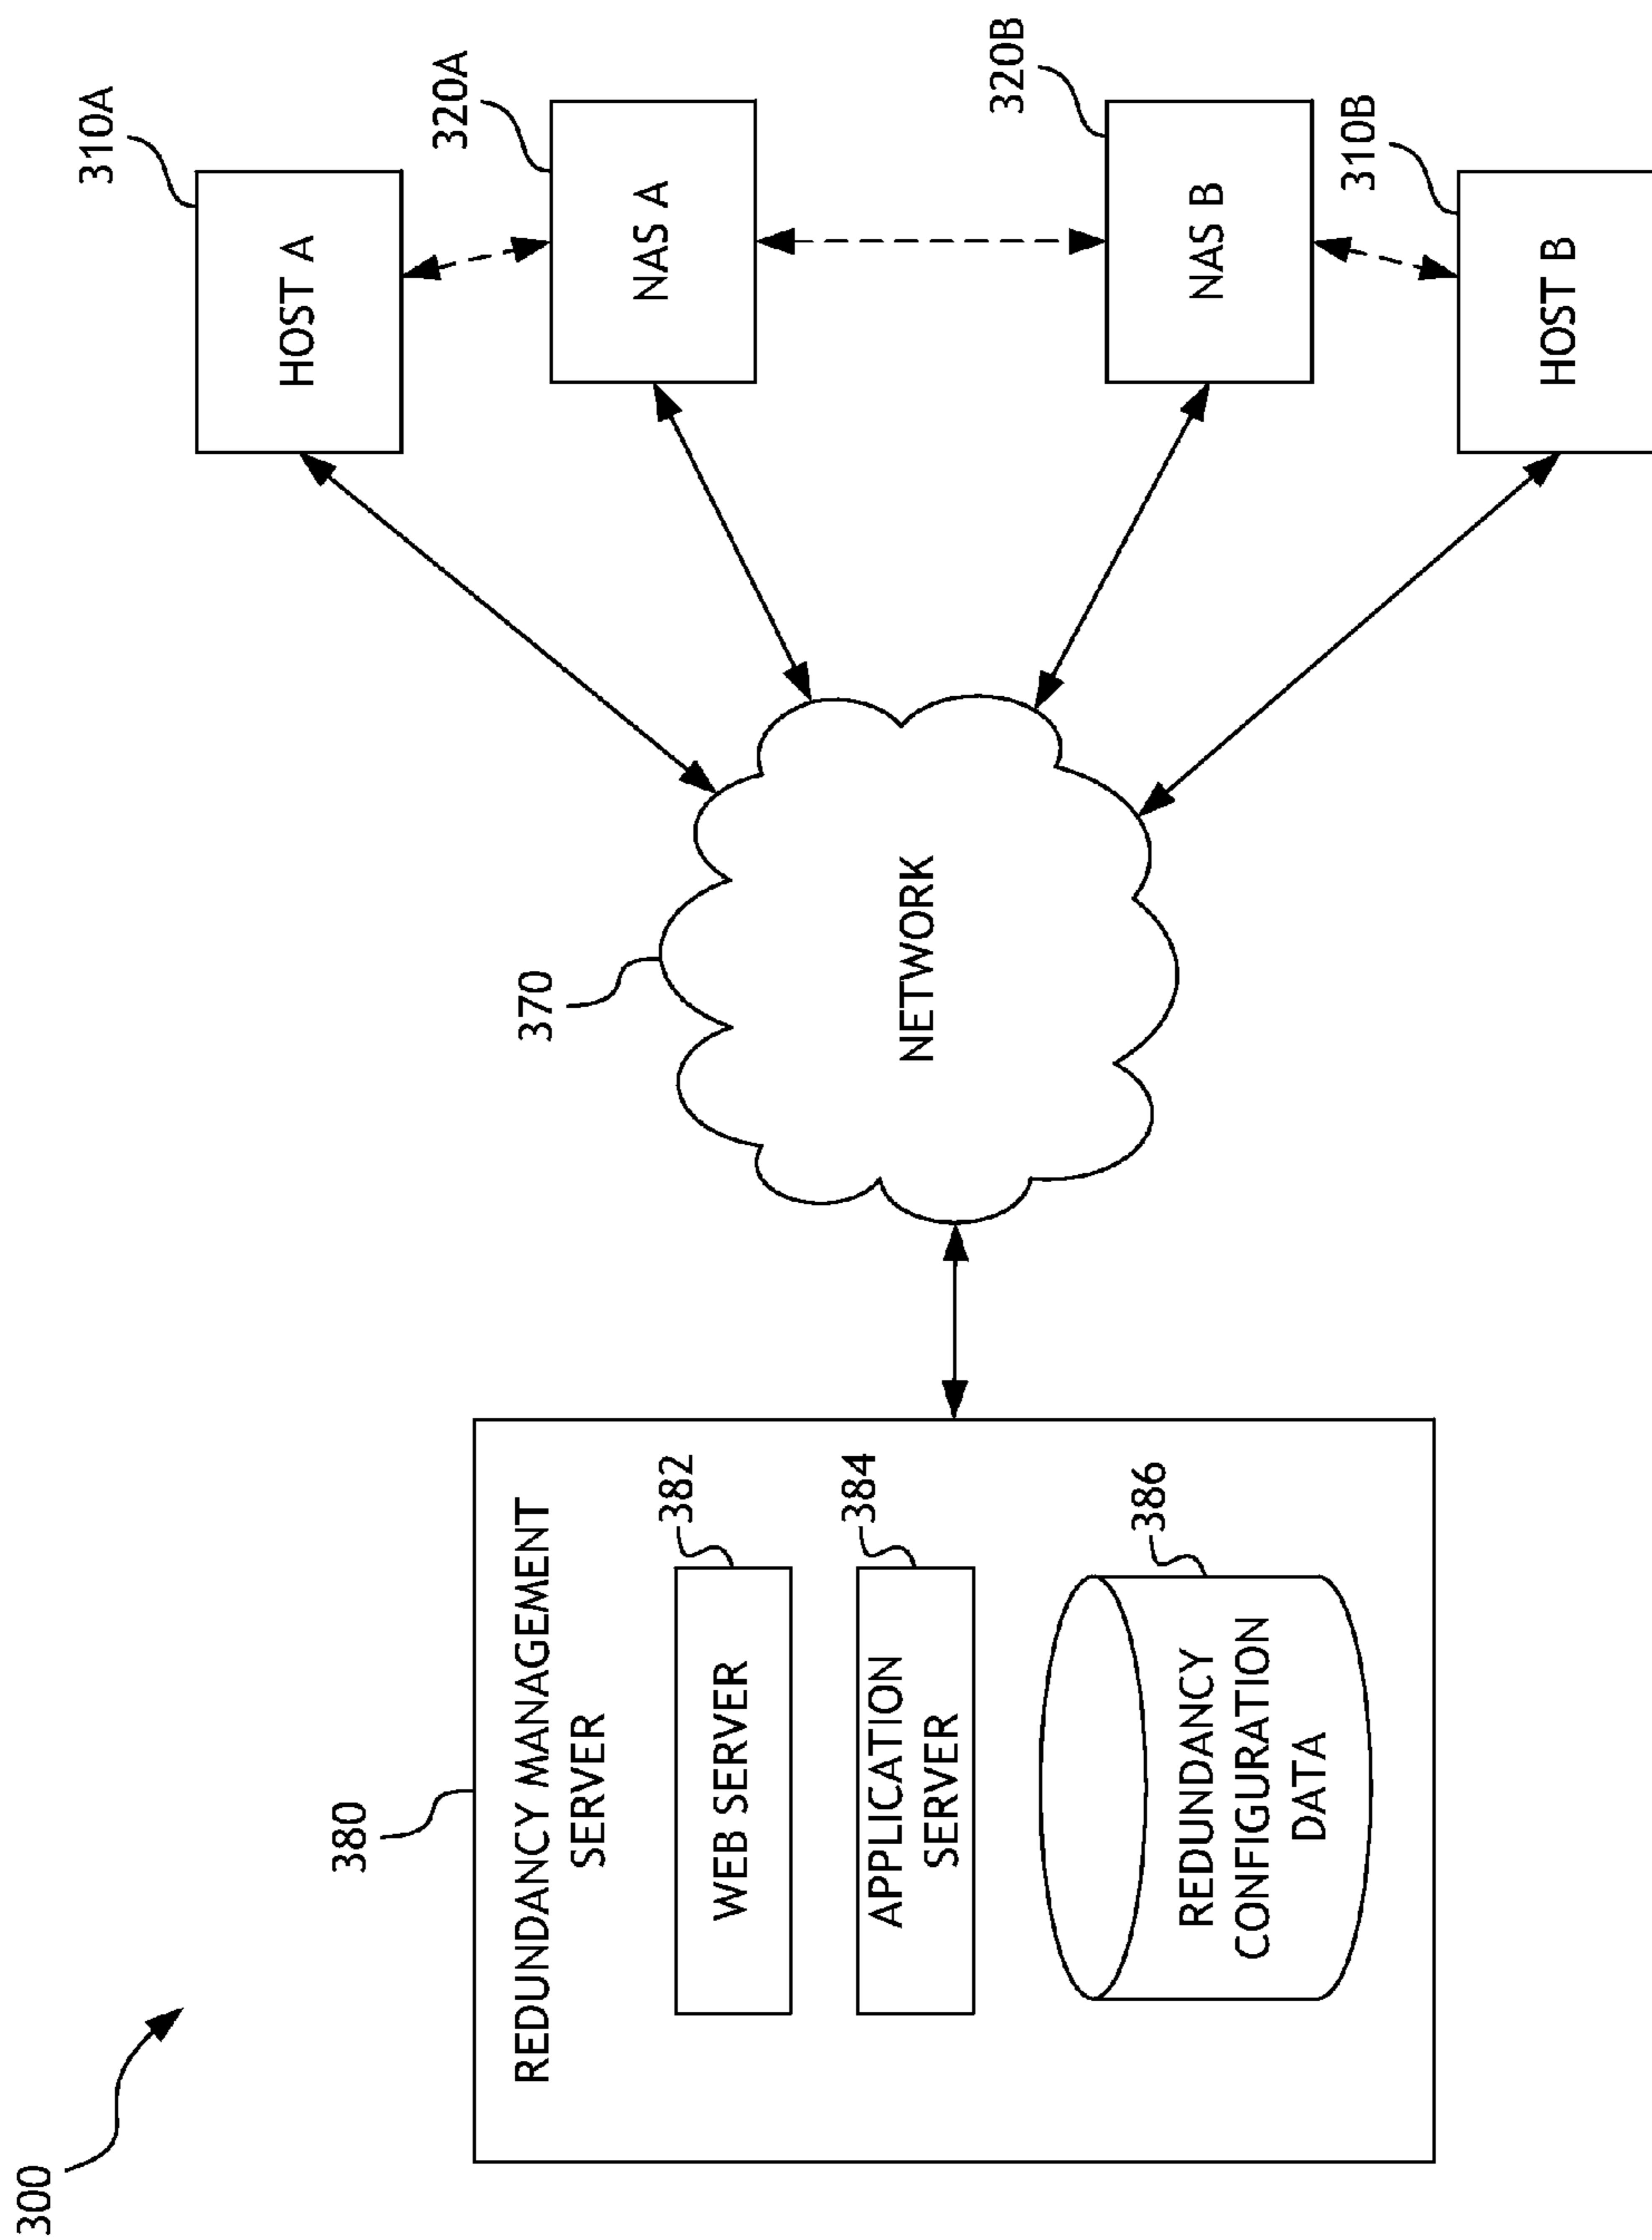 300
380
REDUNDANCY MANAGEMENT
SERVER
WEB SERVER
382
APPLICATION
SERVER
384
REDUNDANCY
CONFIGURATION
DATA
386
370
NETWORK
310A
HOST A
320A
NAS A
320B
NAS B
310B
HOST B